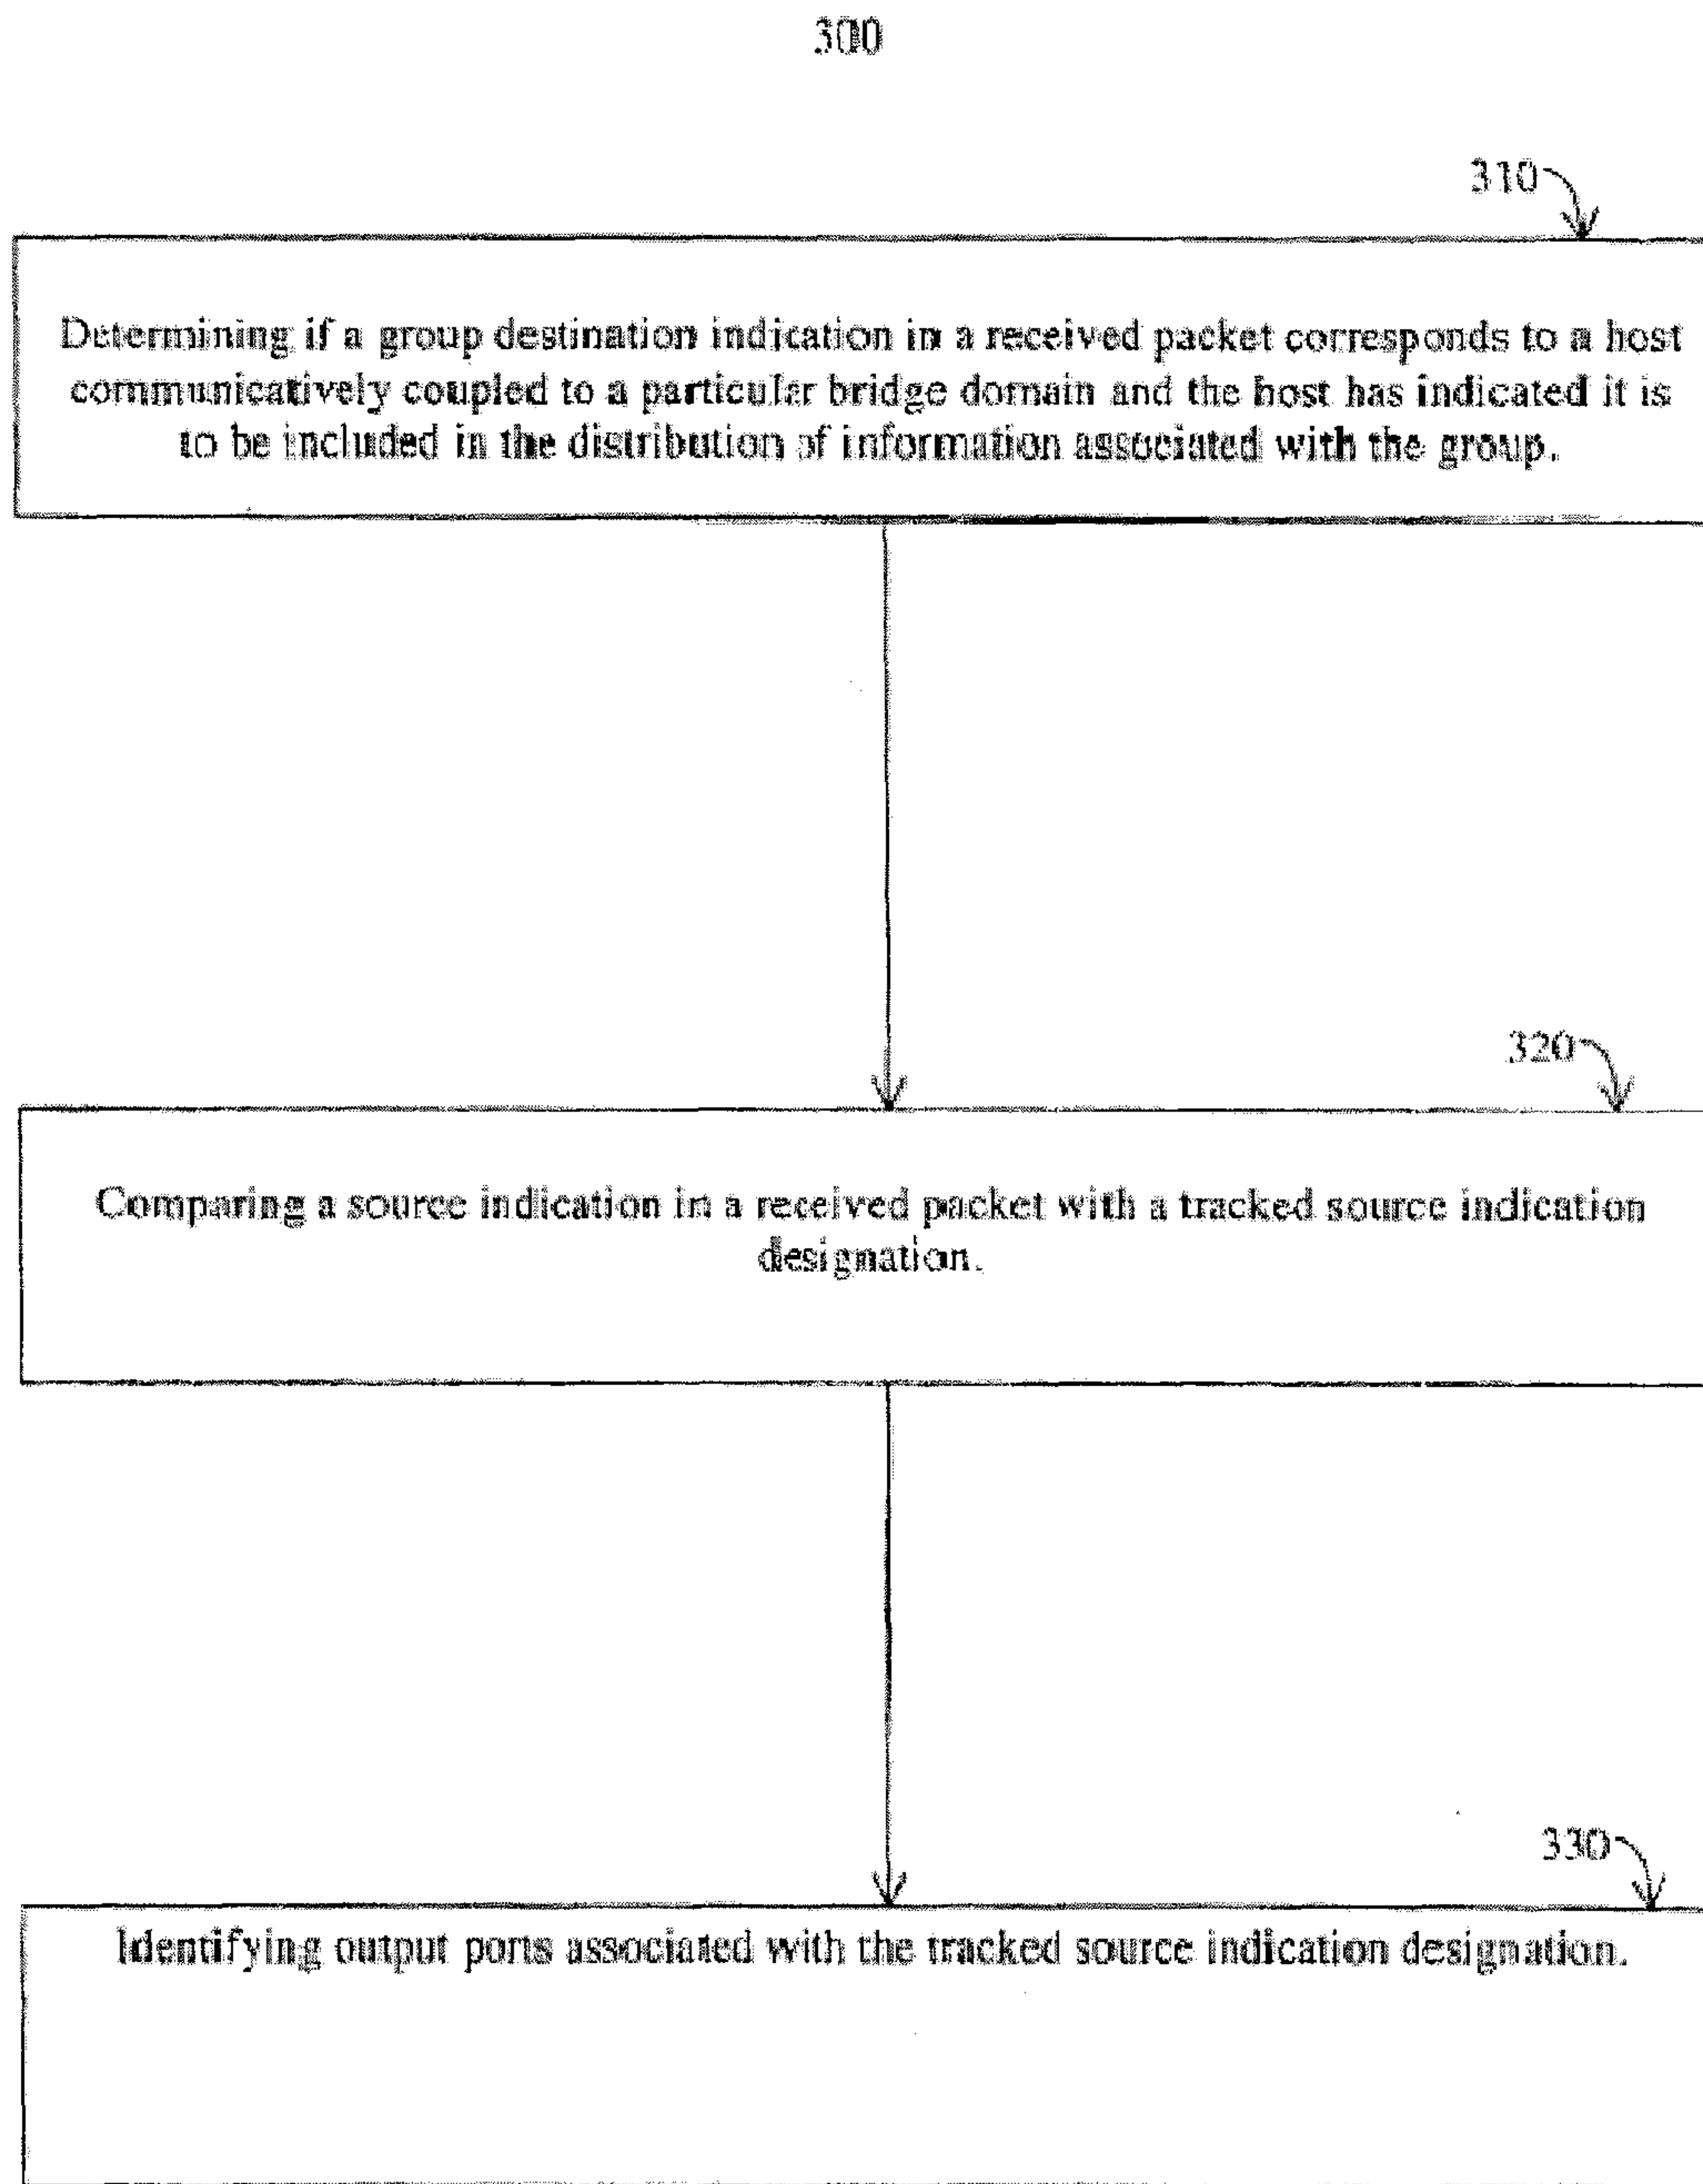 300
310
Determining if a group destination indication in a received packet corresponds to a host
communicatively coupled to a particular bridge domain and the host has indicated it is
to be included in the distribution of information associated with the group.
320
Comparing a source indication in a received packet with a tracked source indication
designation.
330
Identifying output ports associated with the tracked source indication designation.